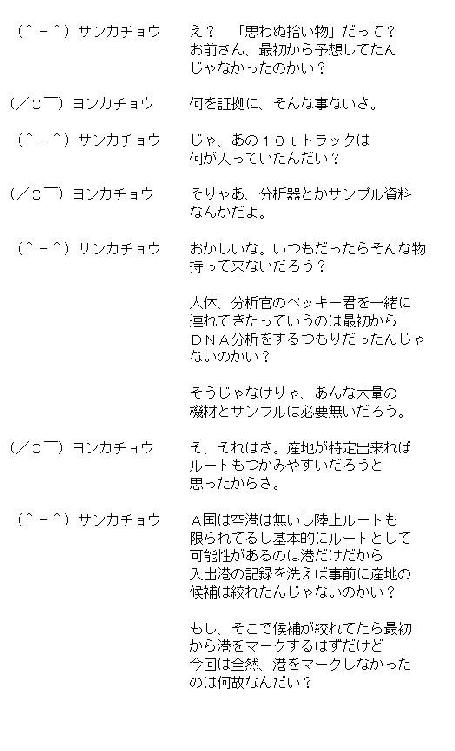 (＾－＾) サンカチョウ　え？　「思わぬ拾い物」だって？
お前さん、最初から予想してたん
じゃなかったのかい？
(／○￣) ヨンカチョウ　何を証拠に、そんな事ないさ。
(＾－＾) サンカチョウ　じゃ、あの１０ｔトラックは
何が入っていたんだい？
(／○￣) ヨンカチョウ　そりゃあ、分析器とかサンプル資料
なんかだよ。
(＾－＾) サンカチョウ　おかしいな。いつもだったらそんな物
持って来ないだろう？
大体、分析官のベッキー君を一緒に
連れてきたっていうのは最初から
ＤＮＡ分析をするつもりだったんじゃ
ないのかい？
そうじゃなけりゃ、あんな大量の
機材とサンプルは必要無いだろう。
(／○￣) ヨンカチョウ　え、それはさ。産地が特定出来れば
ルートもつかみやすいだろうと
思ったからさ。
(＾－＾) サンカチョウ　Ａ国は空港は無いし陸上ルートも
限られてるし基本的にルートとして
可能性があるのは港だけだから
入出港の記録を洗えば事前に産地の
候補は絞れたんじゃないのかい？
もし、そこで候補が絞れてたら最初
から港をマークするはずだけど
今回は全然、港をマークしなかった
のは何故なんだい？